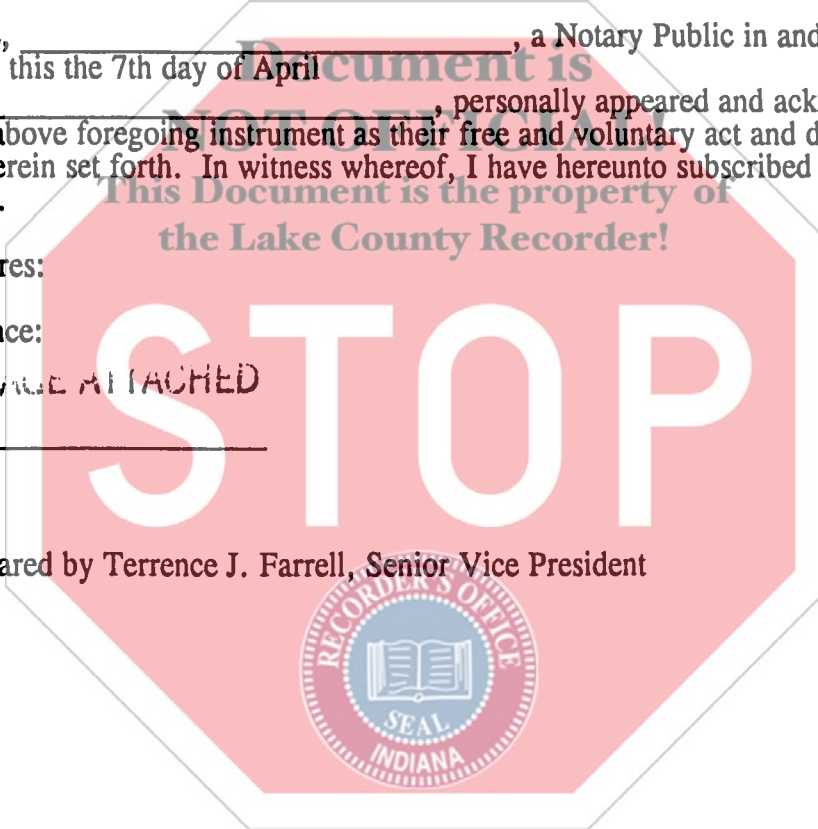 , ____________________, a Notary Public in and
Document is
this the 7th day of April
, personally appeared and ack
NOT OFFICIAL!
above foregoing instrument as their free and voluntary act and d
erein set forth. In witness whereof, I have hereunto subscribed
This Document is the property of
.
the Lake County Recorder!
res:
nce:
STOP
AGE ATTACHED
ared by Terrence J. Farrell, Senior Vice President
RECORDER'S OFFICE
SEAL
INDIANA